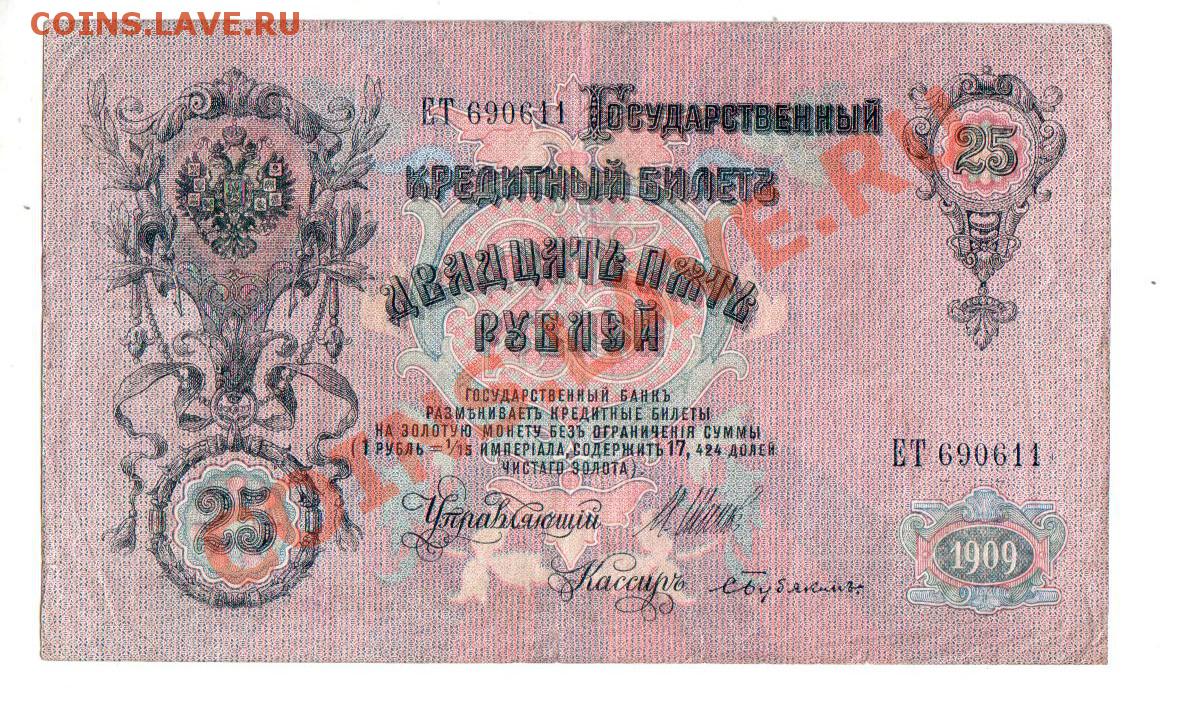 COINS.LAVE.RU
ЕТ 690611
Государственный
кредитный билетъ
25
двадцать пять
рублей
ГОСУДАРСТВЕННЫЙ БАНКЪ
РАЗМѢНИВАЕТЪ КРЕДИТНЫЕ БИЛЕТЫ
НА ЗОЛОТУЮ МОНЕТУ БЕЗЪ ОГРАНИЧЕНІЯ СУММЫ
(1 РУБЛЬ = 1/15 ИМПЕРІАЛА, СОДЕРЖИТЪ 17, 424 ДОЛЕЙ
ЧИСТАГО ЗОЛОТА).
ЕТ 690611
25
Управляющій
Кассиръ
1909